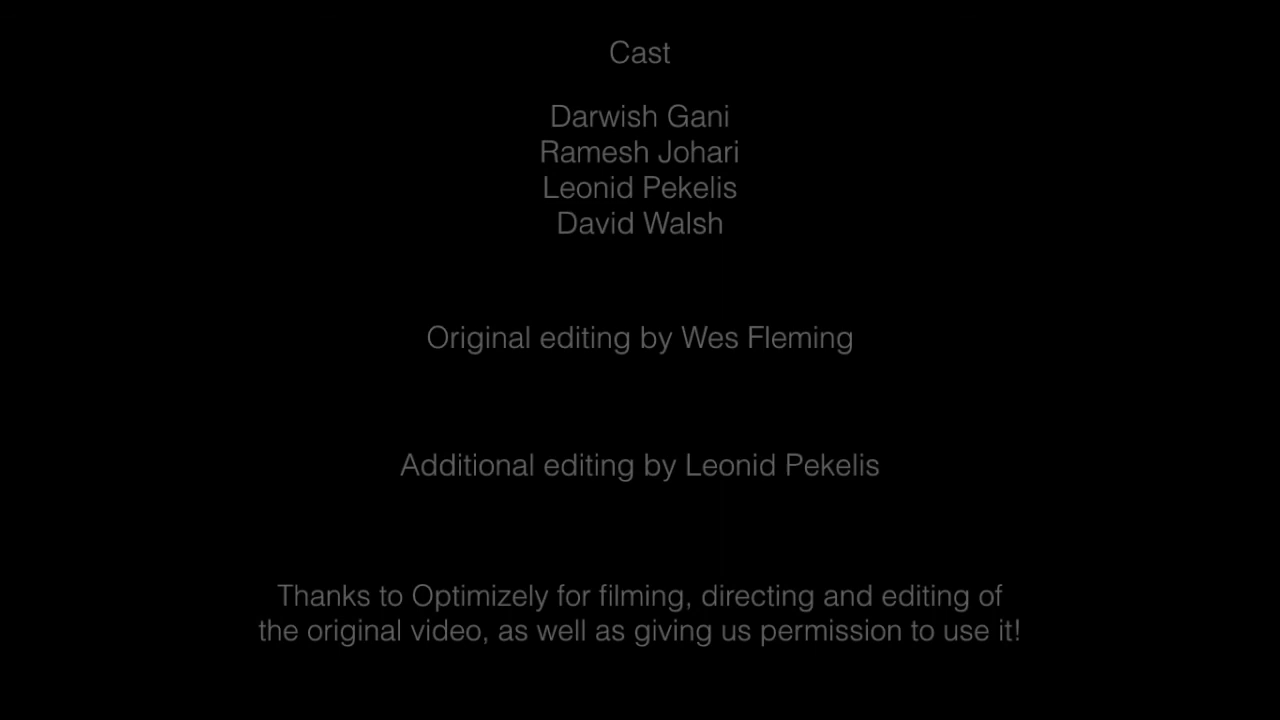 Cast
Darwish Gani
Ramesh Johari
Leonid Pekelis
David Walsh
Original editing by Wes Fleming
Additional editing by Leonid Pekelis
Thanks to Optimizely for filming, directing and editing of
the original video, as well as giving us permission to use it!